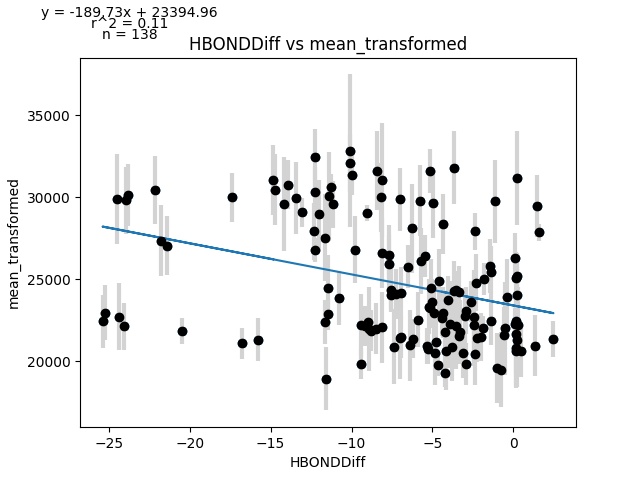 y = -189.73x + 23394.96
r^2 = 0.11
n = 138
HBONDDiff vs mean_transformed
mean_transformed
35000
30000
25000
20000
−25
−20
−15
−10
−5
0
HBONDDiff